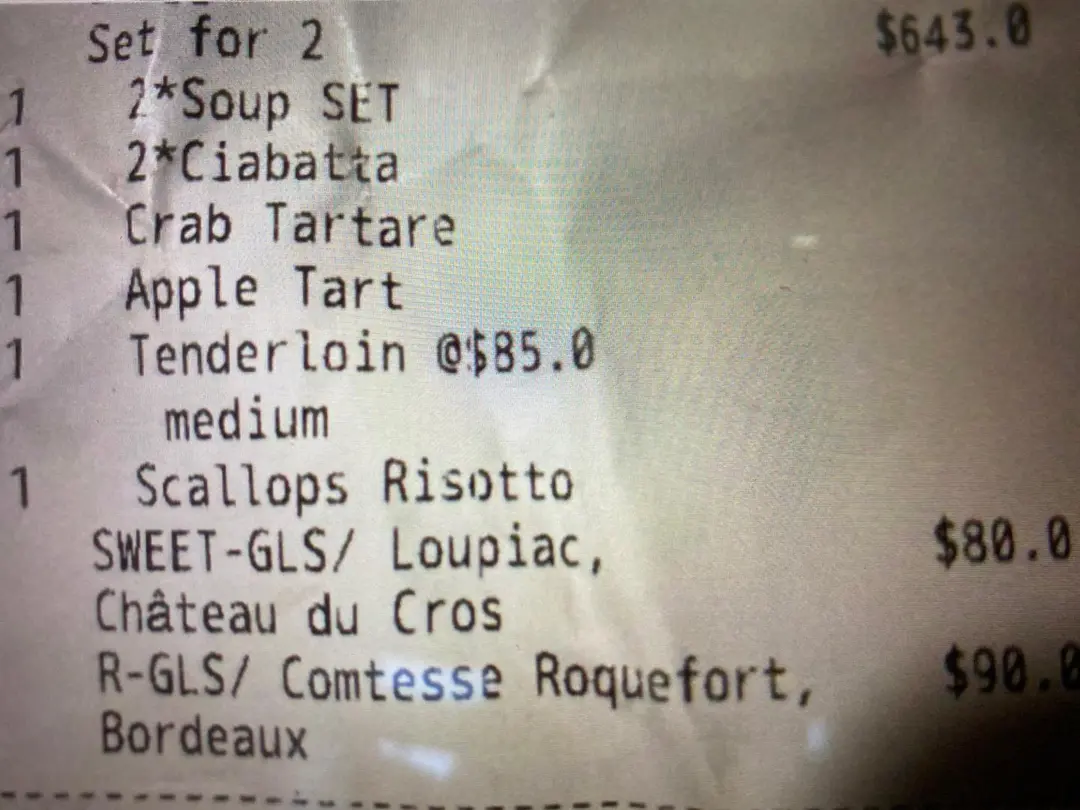 Set for 2 $643.0
1 2*Soup SET
1 2*Ciabatta
1 Crab Tartare
1 Apple Tart
1 Tenderloin @$85.0
medium
1 Scallops Risotto
SWEET-GLS/ Loupiac, $80.0
Château du Cros
R-GLS/ Comtesse Roquefort, $90.0
Bordeaux